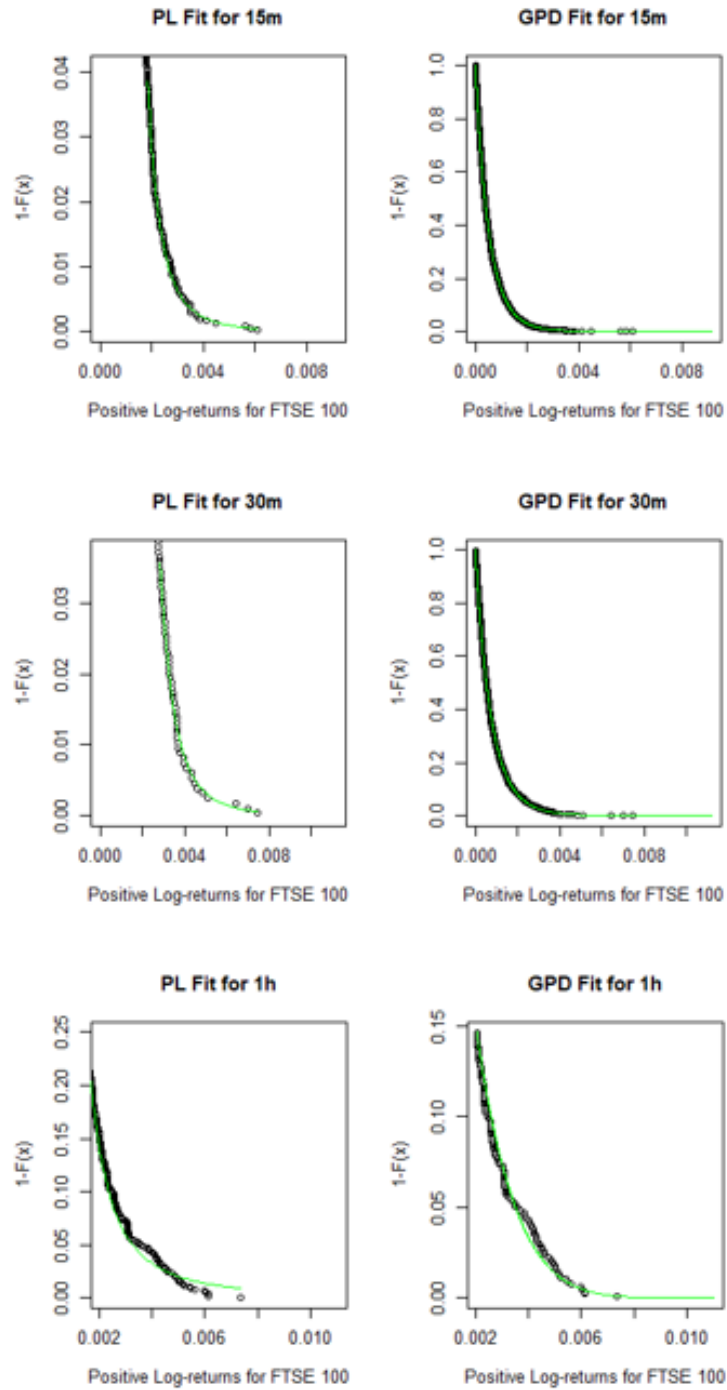 PL Fit for 15m
1-F(x)
0.04
0.03
0.02
0.01
0.00
0.000 0.004 0.008
Positive Log-returns for FTSE 100
GPD Fit for 15m
1-F(x)
1.0
0.8
0.6
0.4
0.2
0.0
0.000 0.004 0.008
Positive Log-returns for FTSE 100
PL Fit for 30m
1-F(x)
0.03
0.02
0.01
0.00
0.000 0.004 0.008
Positive Log-returns for FTSE 100
GPD Fit for 30m
1-F(x)
1.0
0.8
0.6
0.4
0.2
0.0
0.000 0.004 0.008
Positive Log-returns for FTSE 100
PL Fit for 1h
1-F(x)
0.25
0.20
0.15
0.10
0.05
0.00
0.002 0.006 0.010
Positive Log-returns for FTSE 100
GPD Fit for 1h
1-F(x)
0.15
0.10
0.05
0.00
0.002 0.006 0.010
Positive Log-returns for FTSE 100